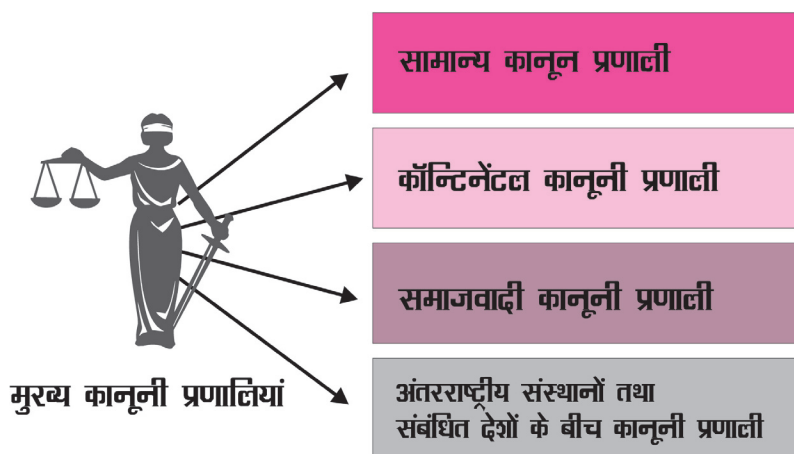 सामान्य कानून प्रणाली
कॉन्टिनेंटल कानूनी प्रणाली
समाजवादी कानूनी प्रणाली
मुख्य कानूनी प्रणालियां
अंतरराष्ट्रीय संस्थानों तथा
संबंधित देशों के बीच कानूनी प्रणाली